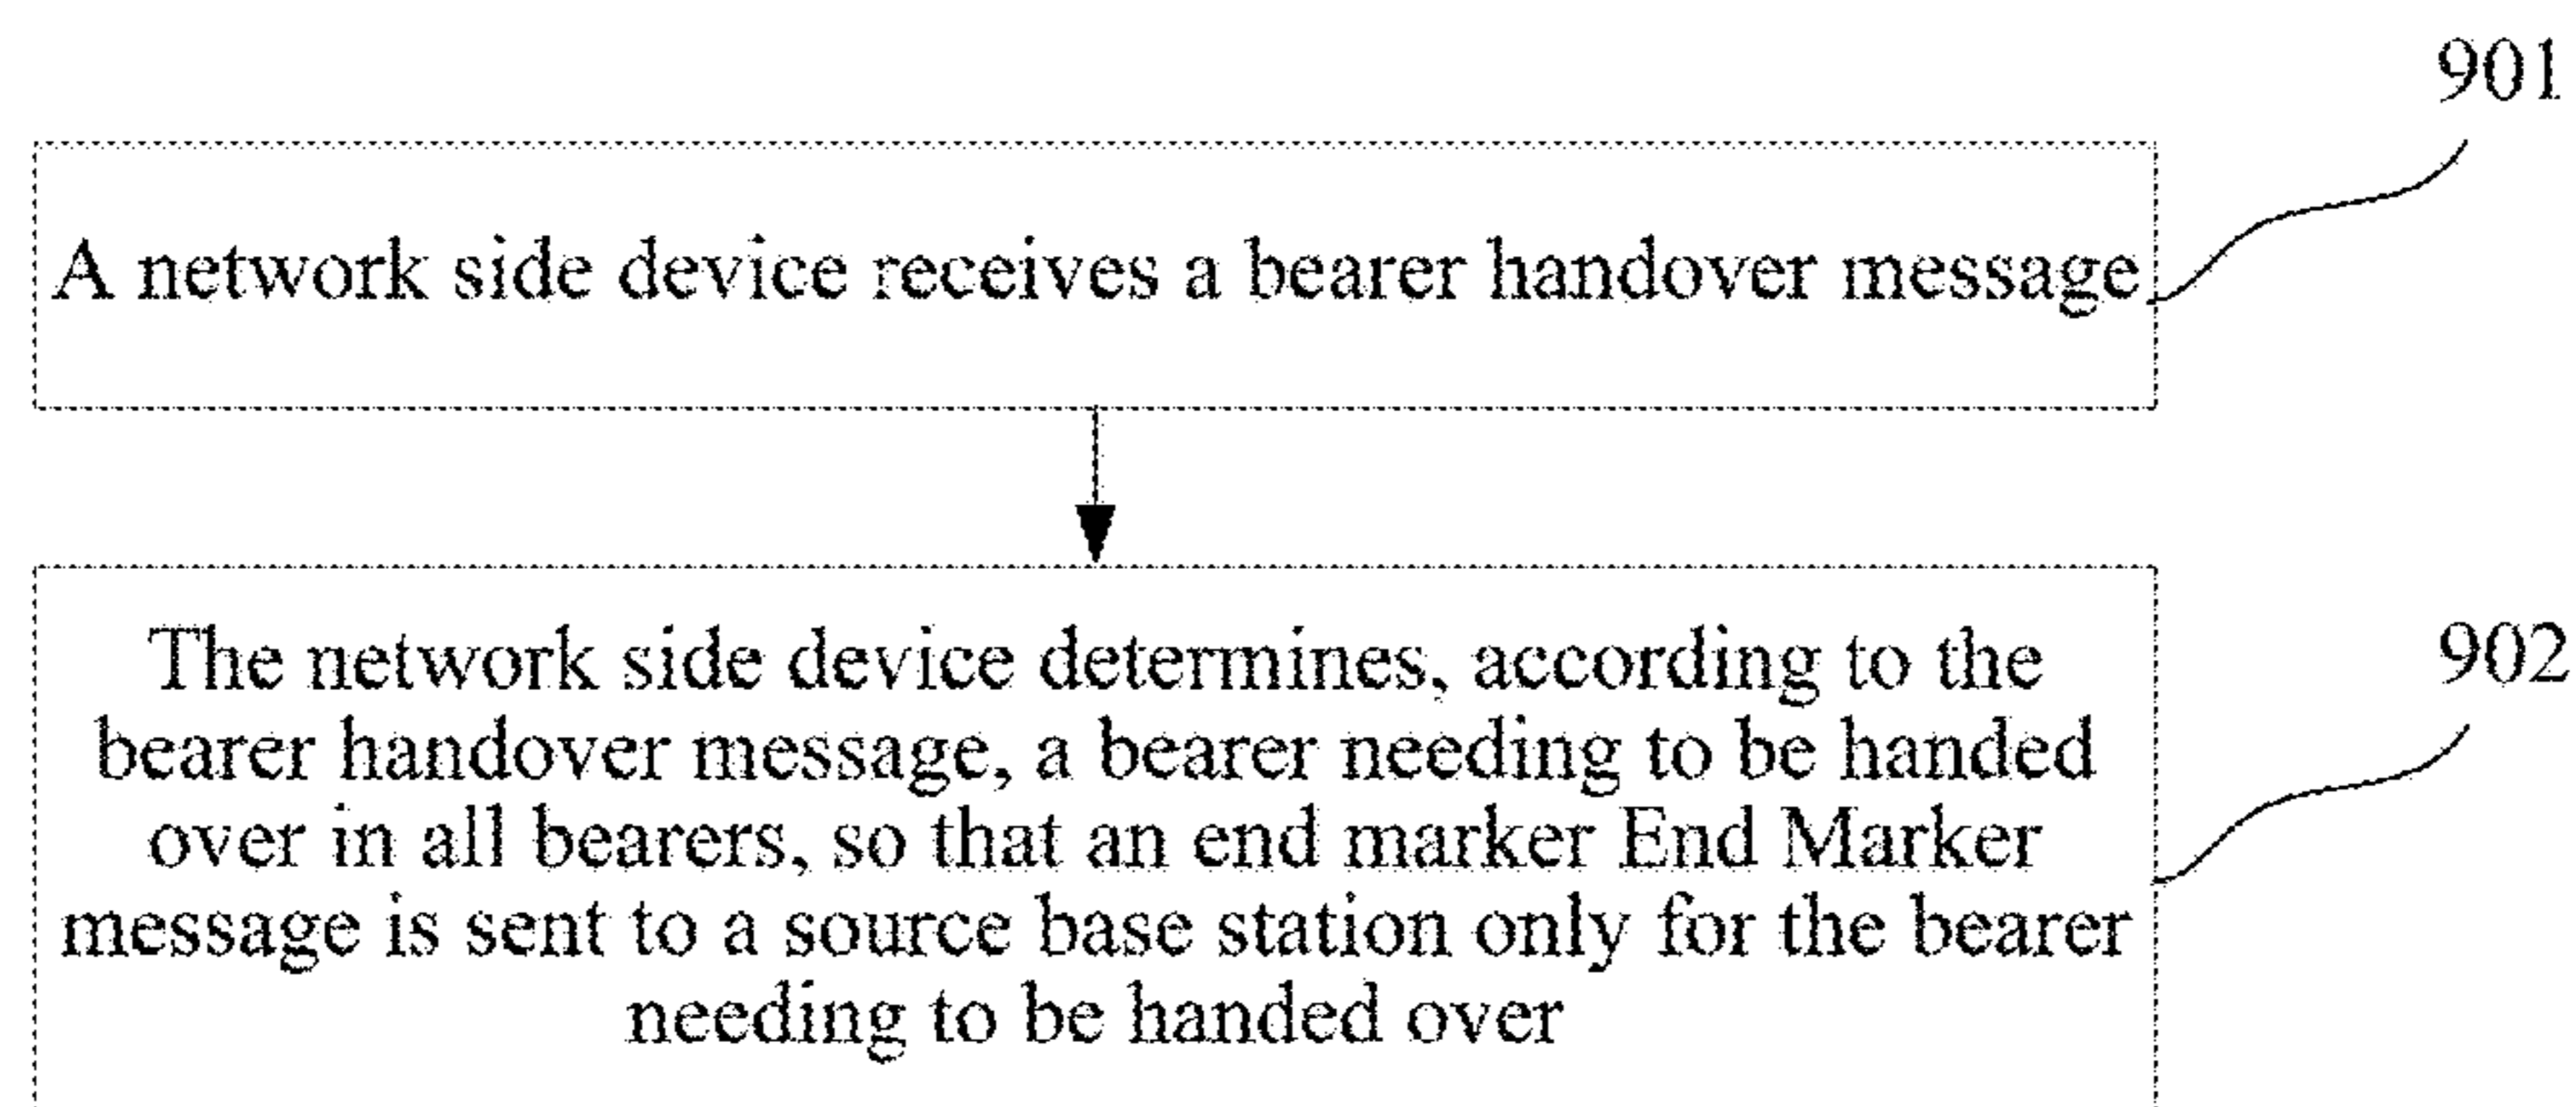 901
A network side device receives a bearer handover message
902
The network side device determines, according to the
bearer handover message, a bearer needing to be handed
over in all bearers, so that an end marker End Marker
message is sent to a source base station only for the bearer
needing to be handed over